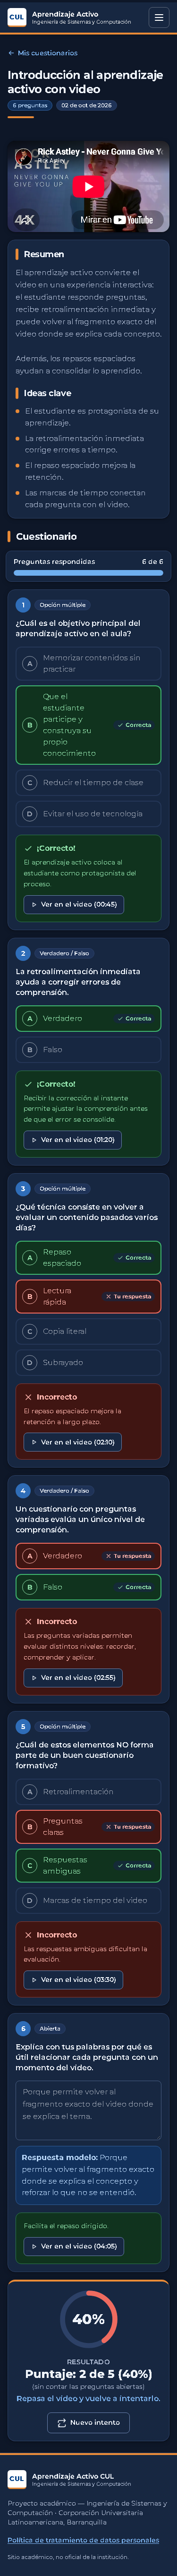 CUL
Aprendizaje Activo
Ingeniería de Sistemas y Computación
← Mis cuestionarios
Introducción al aprendizaje
activo con video
6 preguntas
02 de oct de 2026
Rick Astley - Never Gonna Give Y
Rick Astley
ASTLEY
NEVER GONNA
GIVE YOU UP
4K
Mirar en YouTube
Resumen
El aprendizaje activo convierte el
video en una experiencia interactiva:
el estudiante responde preguntas,
recibe retroalimentación inmediata y
puede volver al fragmento exacto del
video donde se explica cada concepto.
Además, los repasos espaciados
ayudan a consolidar lo aprendido.
Ideas clave
El estudiante es protagonista de su
aprendizaje.
La retroalimentación inmediata
corrige errores a tiempo.
El repaso espaciado mejora la
retención.
Las marcas de tiempo conectan
cada pregunta con el video.
Cuestionario
Preguntas respondidas
6 de 6
1
Opción múltiple
¿Cuál es el objetivo principal del
aprendizaje activo en el aula?
A
Memorizar contenidos sin
practicar
B
Que el
estudiante
participe y
construya su
propio
conocimiento
✓ Correcta
C
Reducir el tiempo de clase
D
Evitar el uso de tecnología
✓ ¡Correcto!
El aprendizaje activo coloca al
estudiante como protagonista del
proceso.
Ver en el video (00:45)
2
Verdadero / Falso
La retroalimentación inmediata
ayuda a corregir errores de
comprensión.
A
Verdadero
✓ Correcta
B
Falso
✓ ¡Correcto!
Recibir la corrección al instante
permite ajustar la comprensión antes
de que el error se consolide.
Ver en el video (01:20)
3
Opción múltiple
¿Qué técnica consiste en volver a
evaluar un contenido pasados varios
días?
A
Repaso
espaciado
✓ Correcta
B
Lectura
rápida
✕ Tu respuesta
C
Copia literal
D
Subrayado
✕ Incorrecto
El repaso espaciado mejora la
retención a largo plazo.
Ver en el video (02:10)
4
Verdadero / Falso
Un cuestionario con preguntas
variadas evalúa un único nivel de
comprensión.
A
Verdadero
✕ Tu respuesta
B
Falso
✓ Correcta
✕ Incorrecto
Las preguntas variadas permiten
evaluar distintos niveles: recordar,
comprender y aplicar.
Ver en el video (02:55)
5
Opción múltiple
¿Cuál de estos elementos NO forma
parte de un buen cuestionario
formativo?
A
Retroalimentación
B
Preguntas
claras
✕ Tu respuesta
C
Respuestas
ambiguas
✓ Correcta
D
Marcas de tiempo del video
✕ Incorrecto
Las respuestas ambiguas dificultan la
evaluación.
Ver en el video (03:30)
6
Abierta
Explica con tus palabras por qué es
útil relacionar cada pregunta con un
momento del video.
Porque permite volver al
fragmento exacto del video donde
se explica el tema.
Respuesta modelo: Porque
permite volver al fragmento exacto
donde se explica el concepto y
reforzar lo que no se entendió.
Facilita el repaso dirigido.
Ver en el video (04:05)
40%
RESULTADO
Puntaje: 2 de 5 (40%)
(sin contar las preguntas abiertas)
Repasa el video y vuelve a intentarlo.
Nuevo intento
CUL
Aprendizaje Activo CUL
Ingeniería de Sistemas y Computación
Proyecto académico — Ingeniería de Sistemas y
Computación · Corporación Universitaria
Latinoamericana, Barranquilla
Política de tratamiento de datos personales
Sitio académico, no oficial de la institución.